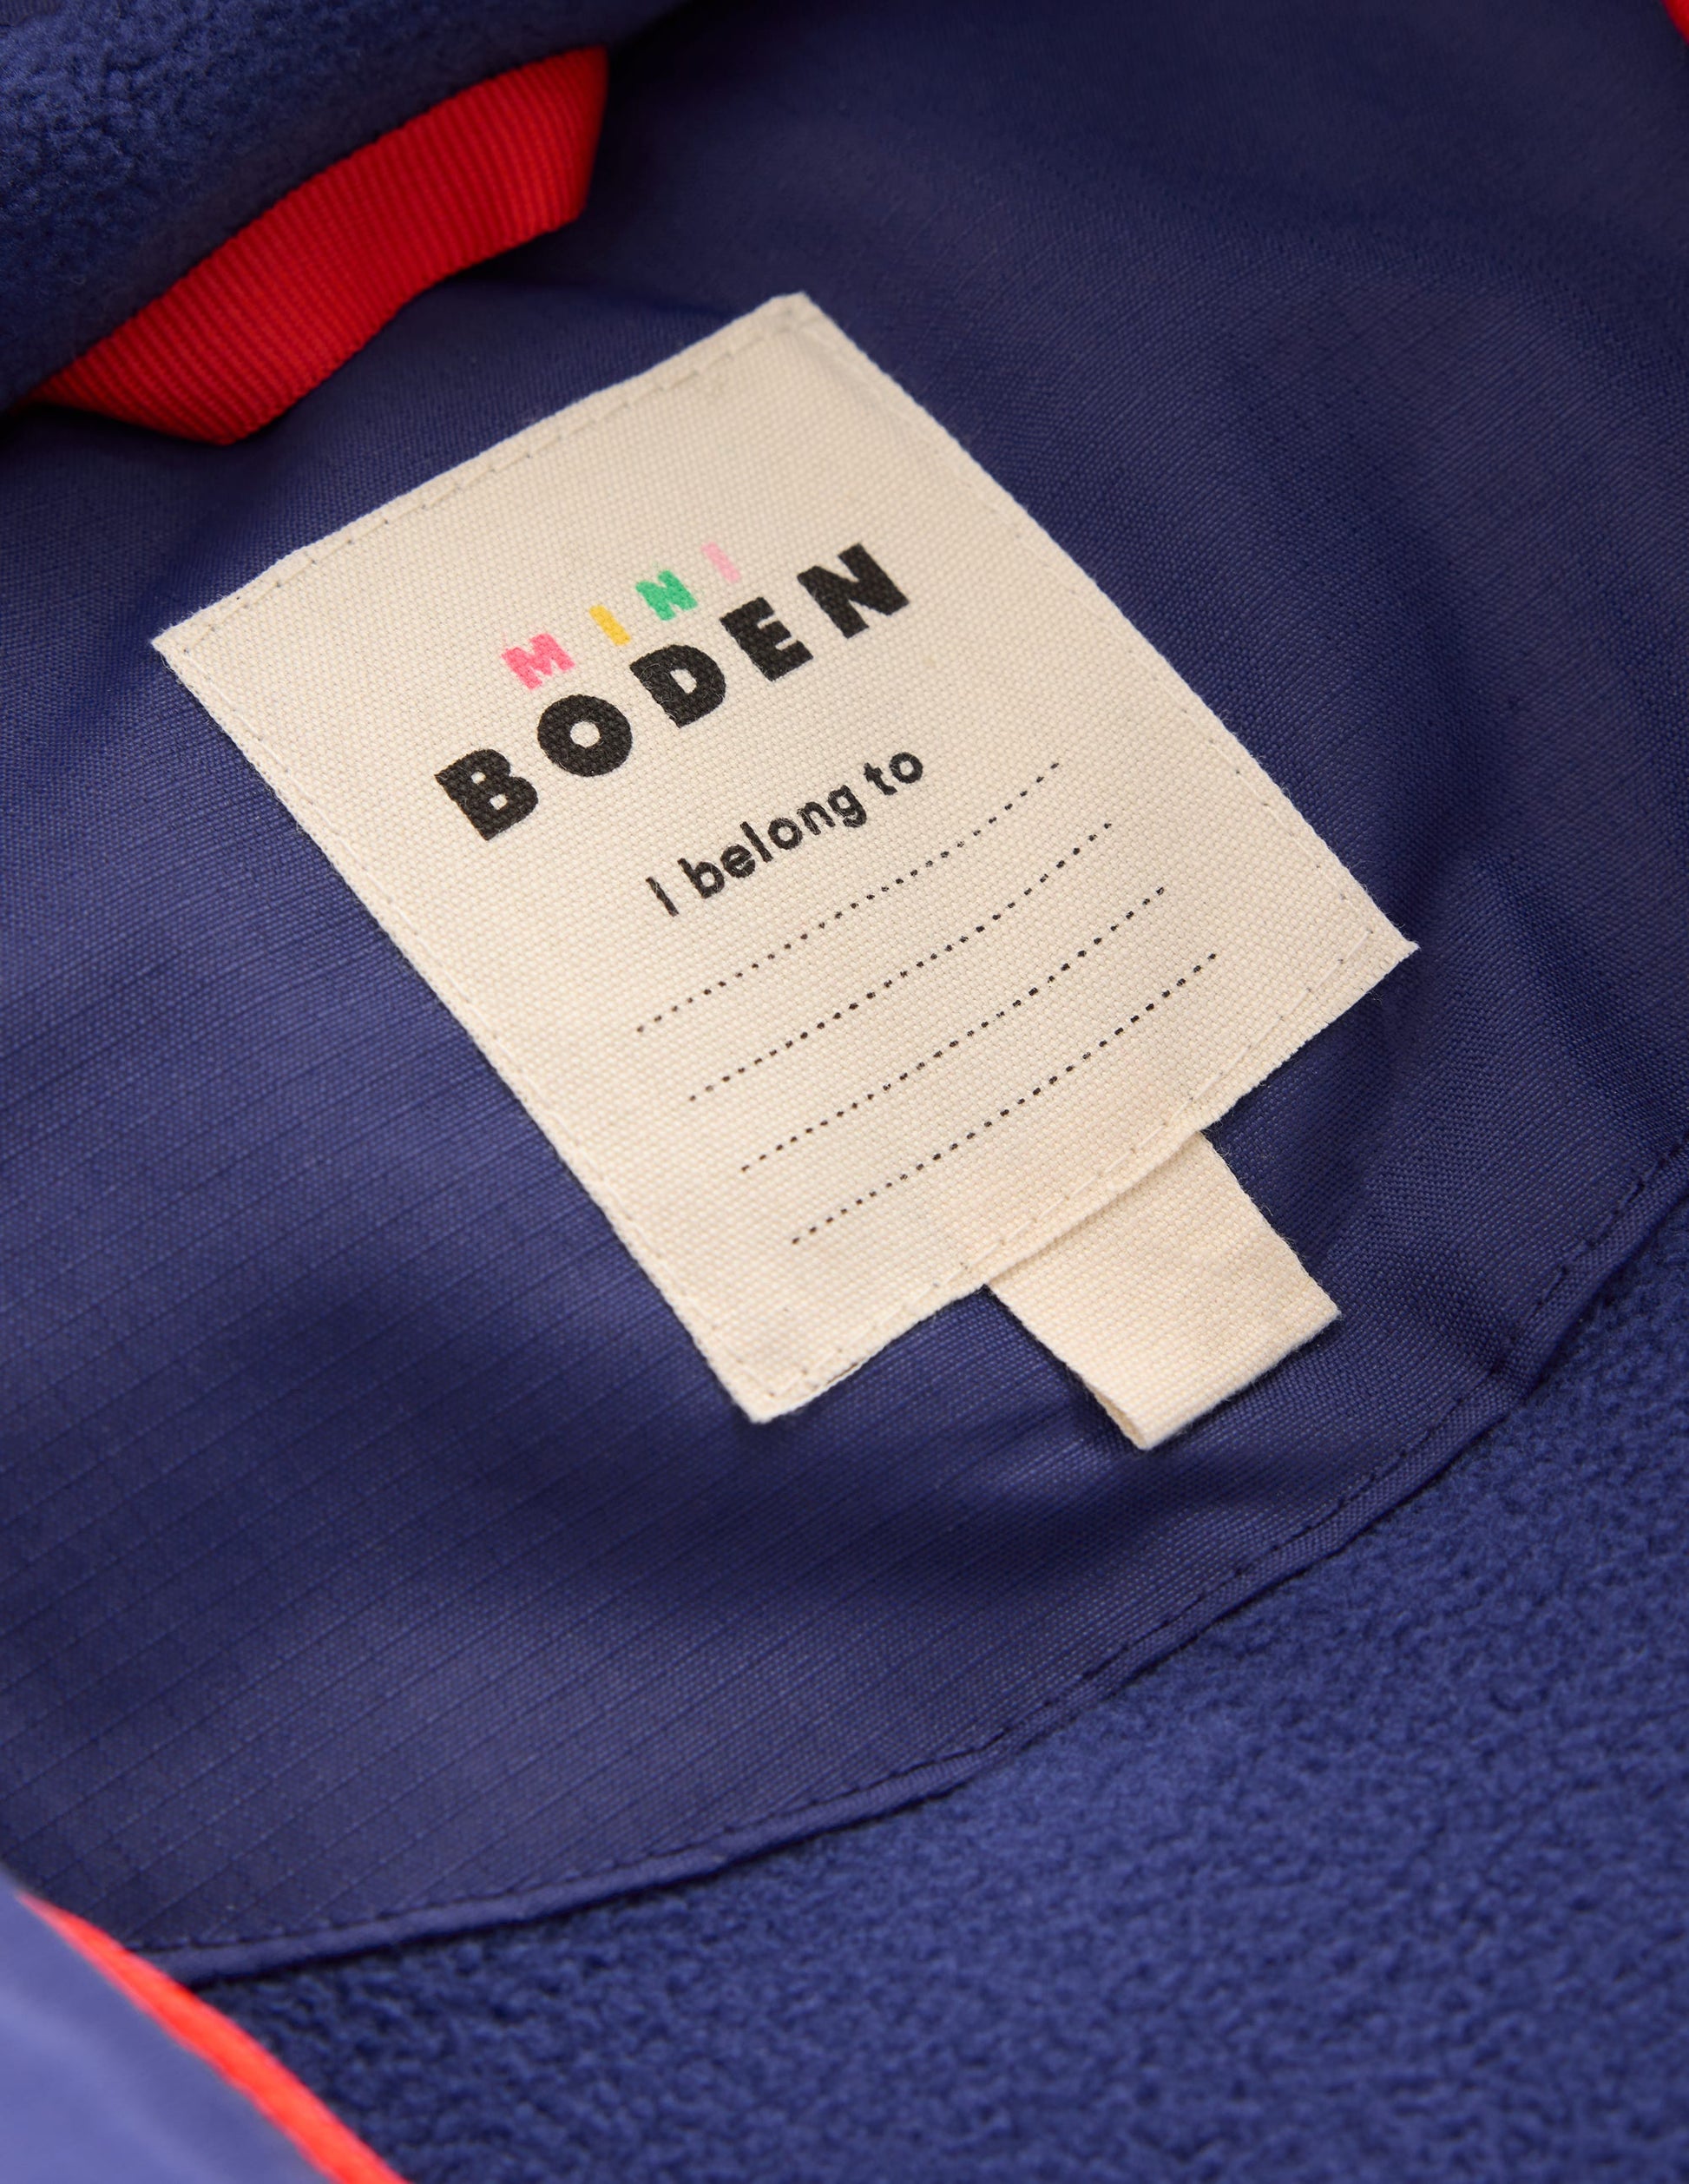 MINI
BODEN
I belong to